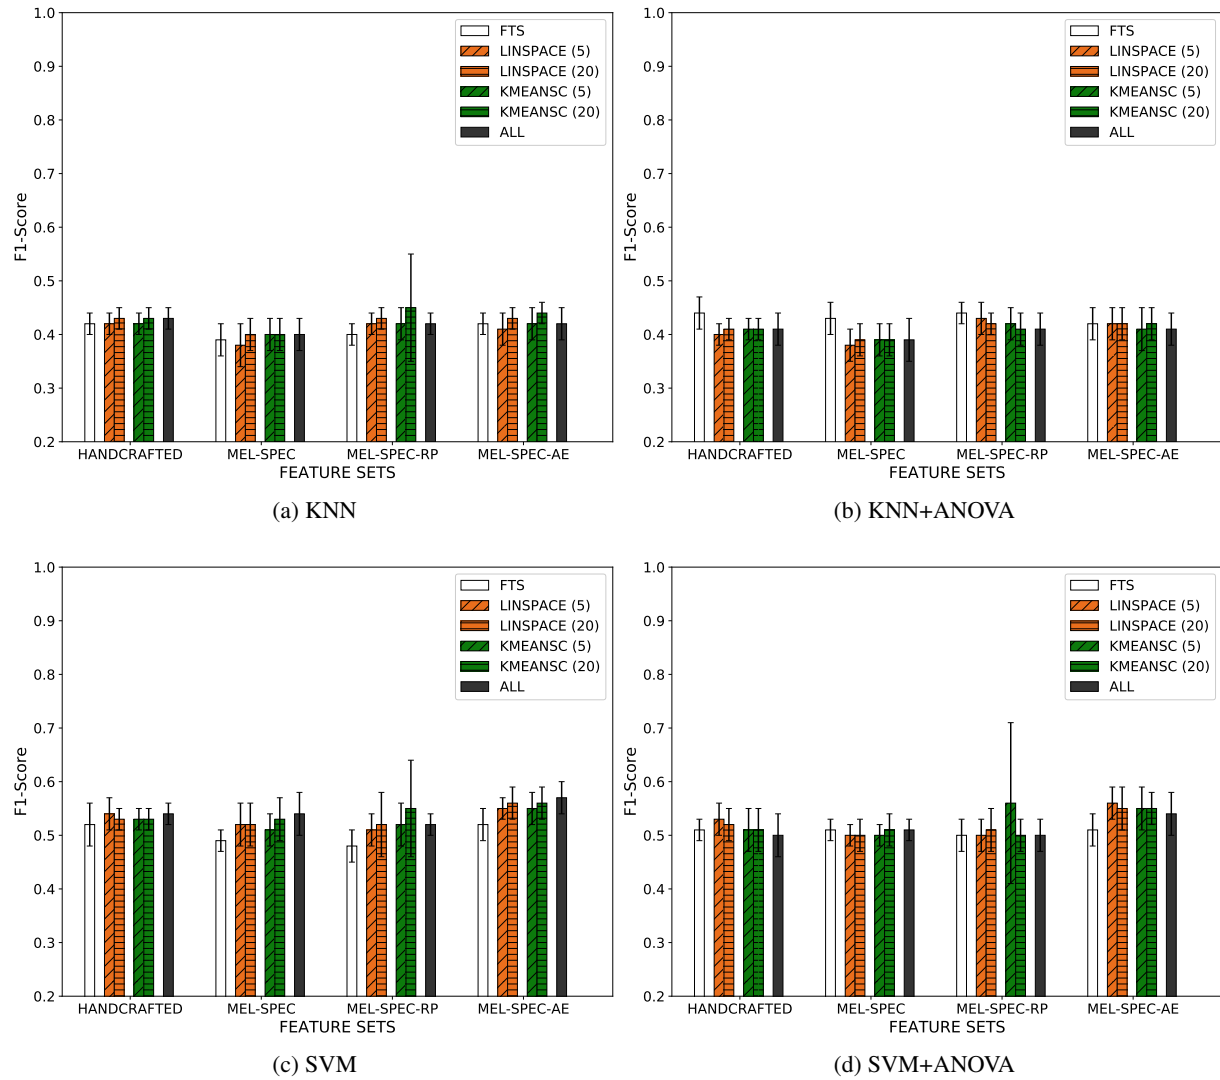 1.0
0.9
0.8
0.7
0.6
0.5
0.4
0.3
0.2
F1-Score
FTS
LINSPACE (5)
LINSPACE (20)
KMEANSC (5)
KMEANSC (20)
ALL
HANDCRAFTED MEL-SPEC MEL-SPEC-RP MEL-SPEC-AE
FEATURE SETS
(a) KNN
1.0
0.9
0.8
0.7
0.6
0.5
0.4
0.3
0.2
F1-Score
FTS
LINSPACE (5)
LINSPACE (20)
KMEANSC (5)
KMEANSC (20)
ALL
HANDCRAFTED MEL-SPEC MEL-SPEC-RP MEL-SPEC-AE
FEATURE SETS
(b) KNN+ANOVA
1.0
0.9
0.8
0.7
0.6
0.5
0.4
0.3
0.2
F1-Score
FTS
LINSPACE (5)
LINSPACE (20)
KMEANSC (5)
KMEANSC (20)
ALL
HANDCRAFTED MEL-SPEC MEL-SPEC-RP MEL-SPEC-AE
FEATURE SETS
(c) SVM
1.0
0.9
0.8
0.7
0.6
0.5
0.4
0.3
0.2
F1-Score
FTS
LINSPACE (5)
LINSPACE (20)
KMEANSC (5)
KMEANSC (20)
ALL
HANDCRAFTED MEL-SPEC MEL-SPEC-RP MEL-SPEC-AE
FEATURE SETS
(d) SVM+ANOVA